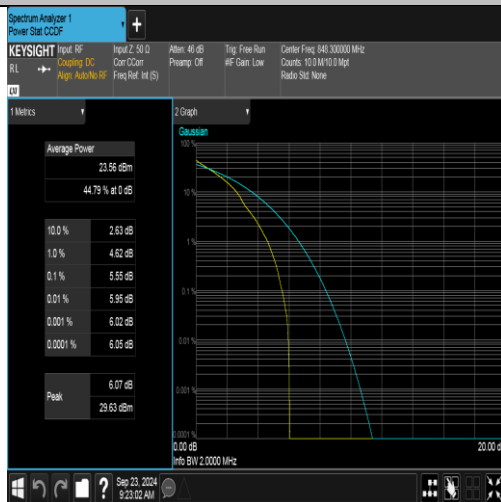 Spectrum Analyzer 1
Power Stat CCDF
+
KEYSIGHT Input: RF Input Z: 50 Ω Atten: 46 dB Trig: Free Run Center Freq: 848.300000 MHz
RL Coupling: DC Corr CCorr Preamp: Off #IF Gain: Low Counts: 10.0 M/10.0 Mpt
Align: Auto/No RF Freq Ref: Int (S) Radio Std: None
LXI
1 Metrics
2 Graph
Gaussian
Average Power
23.56 dBm
44.79 % at 0 dB
10.0 % 2.63 dB
1.0 % 4.62 dB
0.1 % 5.55 dB
0.01 % 5.95 dB
0.001 % 6.02 dB
0.0001 % 6.05 dB
Peak 6.07 dB
29.63 dBm
100 %
10 %
1 %
0.1 %
0.01 %
0.001 %
0.0001 %
0.00 dB 20.00 d
Info BW 2.0000 MHz
? Sep 23, 2024
9:23:02 AM